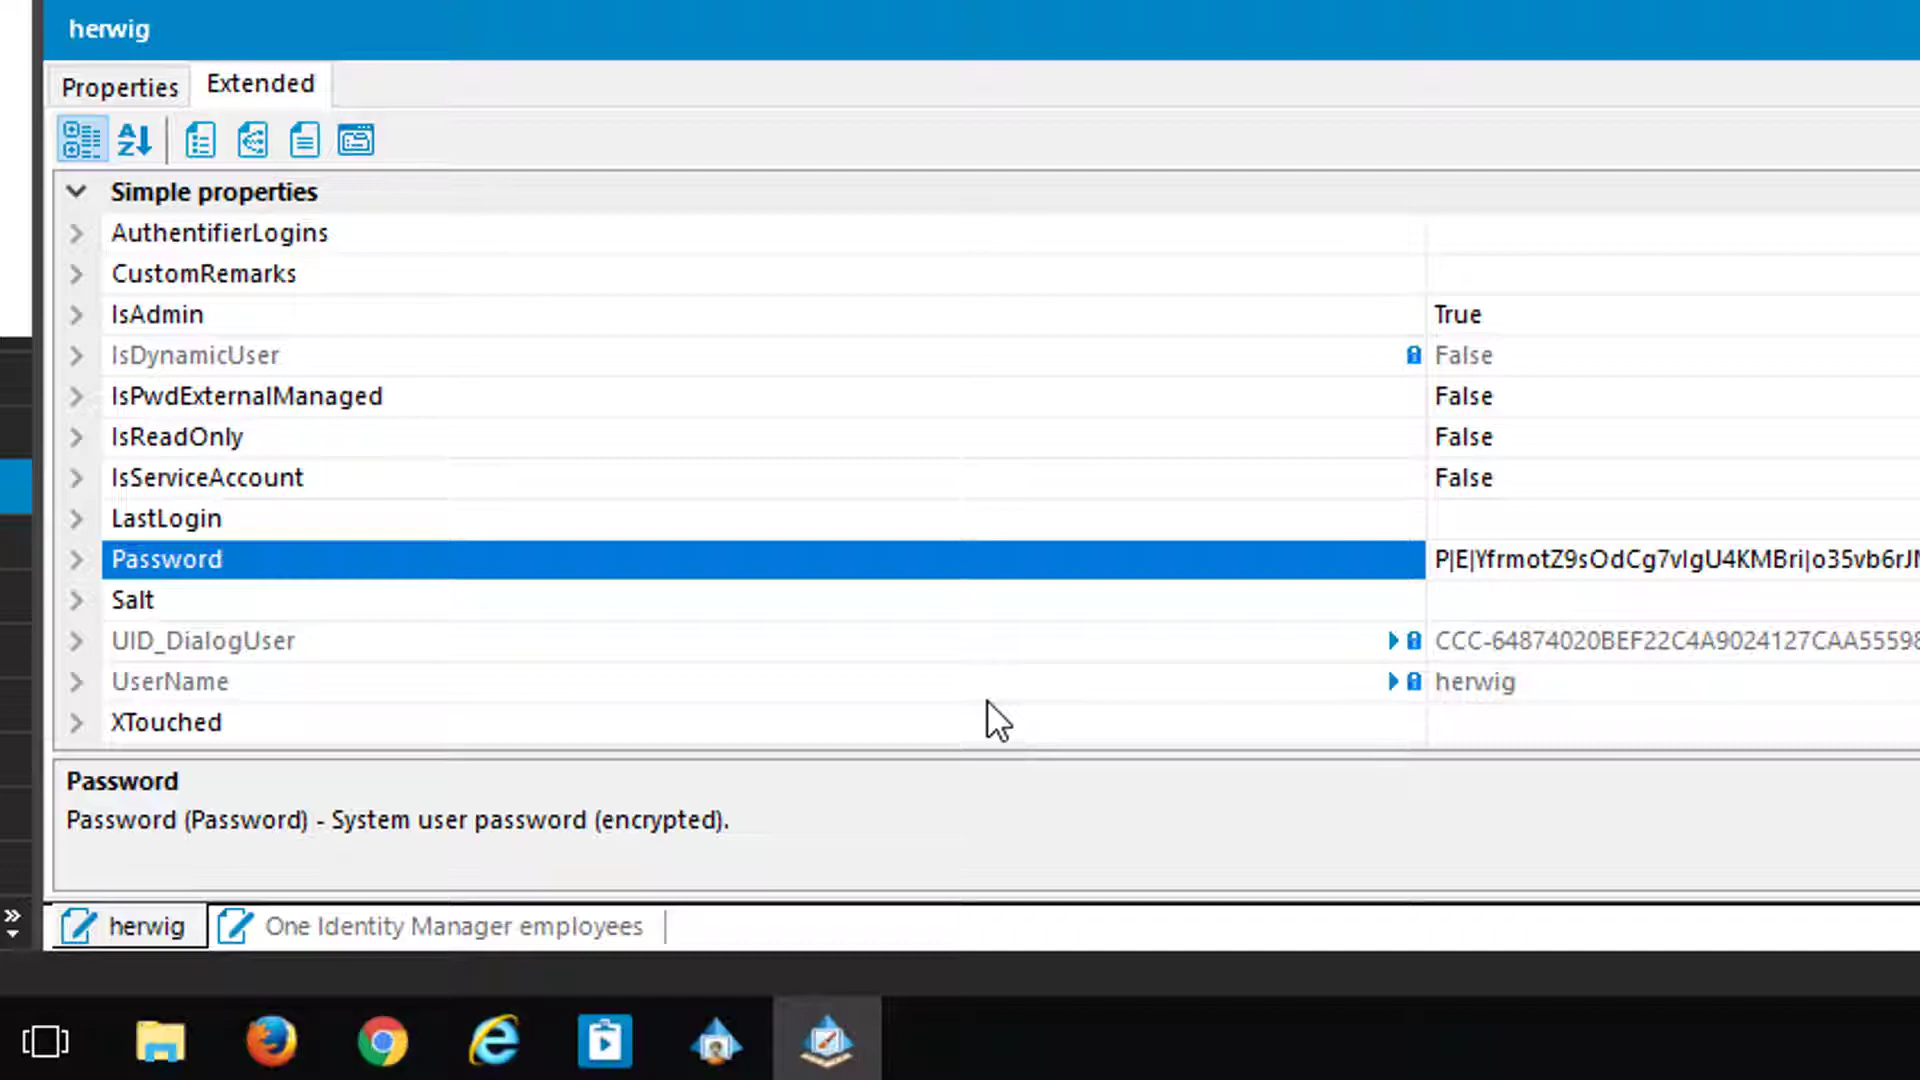 herwig
Properties Extended
Simple properties
AuthentifierLogins
CustomRemarks
IsAdmin True
IsDynamicUser False
IsPwdExternalManaged False
IsReadOnly False
IsServiceAccount False
LastLogin
Password P|E|YfrmotZ9sOdCg7vIgU4KMBri|o35vb6rJ
Salt
UID_DialogUser CCC-64874020BEF22C4A9024127CAA55598
UserName herwig
XTouched
Password
Password (Password) - System user password (encrypted).
herwig One Identity Manager employees